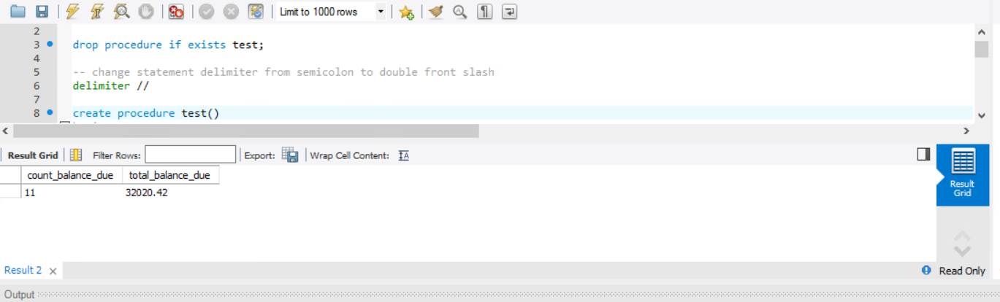 Limit to 1000 rows
2
3 drop procedure if exists test;
4
5 -- change statement delimiter from semicolon to double front slash
6 delimiter //
7
8 create procedure test()
Result Grid Filter Rows: Export: Wrap Cell Content:
count_balance_due total_balance_due
11 32020.42
Result
Grid
Result 2
Read Only
Output